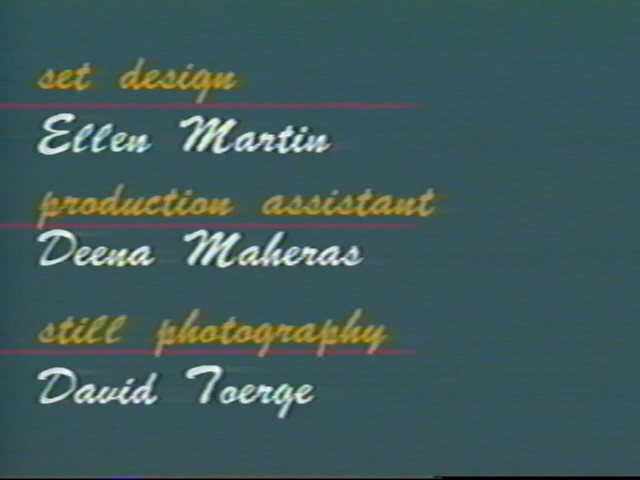 set design
Ellen Martin
production assistant
Deena Maheras
still photography
David Toerge